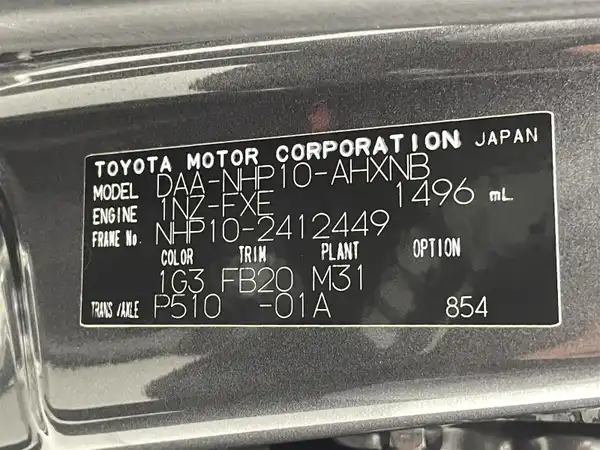 TOYOTA MOTOR CORPORATION JAPAN
MODEL DAA-NHP10-AHXNB
ENGINE 1NZ-FXE 1496 mL
FRAME No. NHP10-2412449
COLOR TRIM PLANT OPTION
1G3 FB20 M31
TRANS/AXLE P510 -01A 854